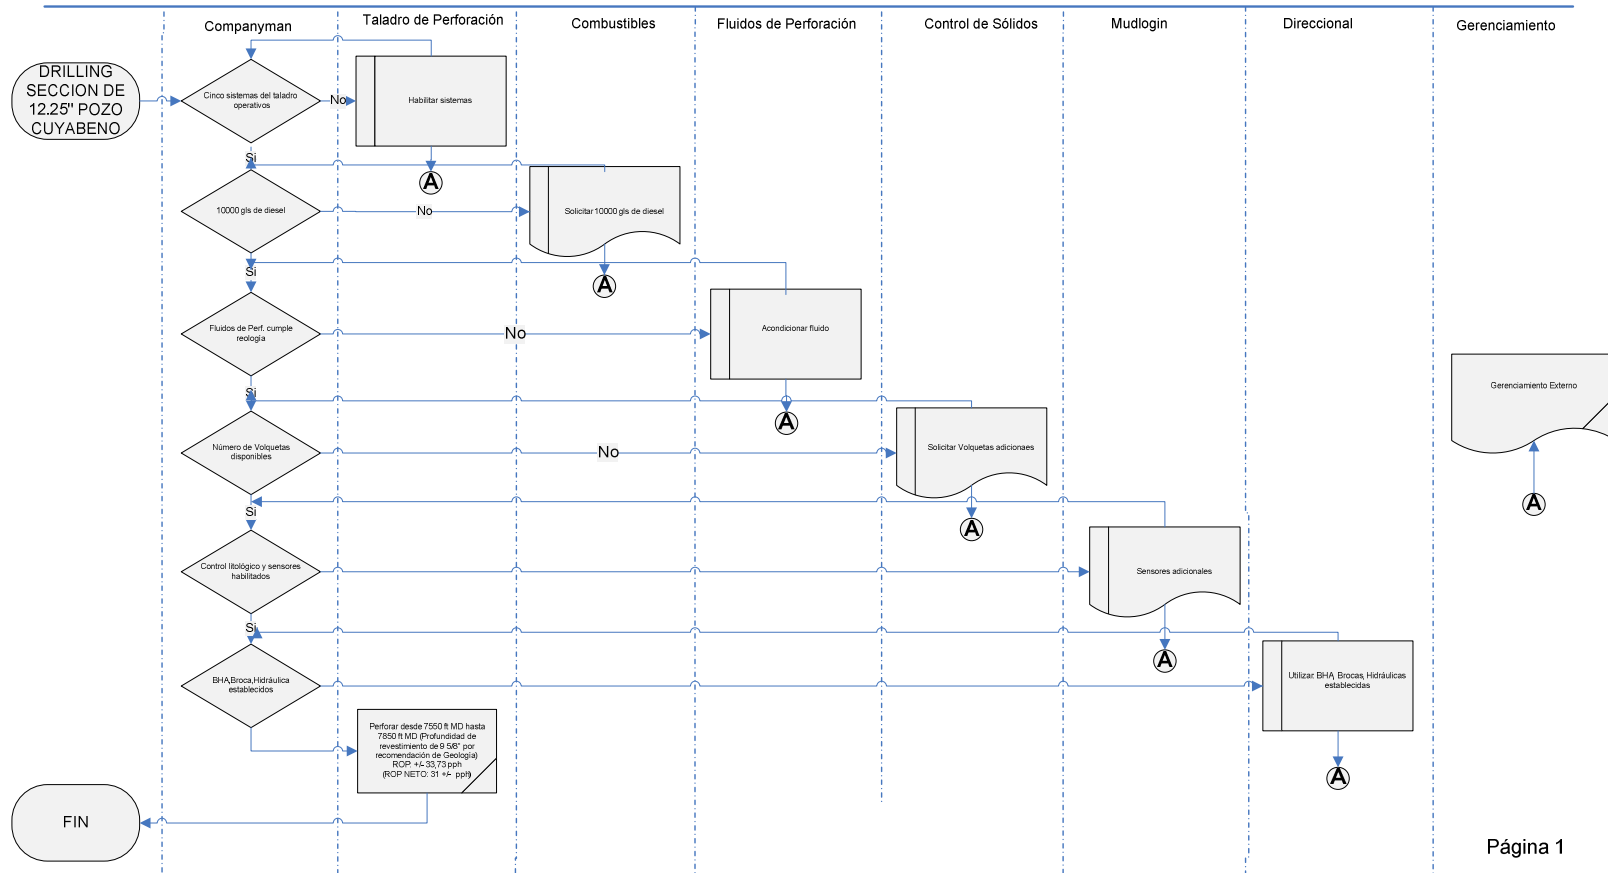 Companyman
Taladro de Perforación
Combustibles
Fluidos de Perforación
Control de Sólidos
Mudlogin
Direccional
Gerenciamiento
DRILLING
SECCION DE
12.25" POZO
CUYABENO
Cinco sistemas del taladro
operativos
No
Habilitar sistemas
Si
A
10000 gls de diesel
No
Solicitar 10000 gls de diesel
Si
A
Fluidos de Perf. cumple
reología
No
Acondicionar fluido
Gerenciamiento Externo
Si
A
Número de Volquetas
disponibles
No
Solicitar Volquetas adicionaes
A
Si
A
Control litológico y sensores
habilitados
Sensores adicionales
Si
A
BHA,Broca,Hidráulica
establecidos
Utilizar: BHA, Brocas, Hidráulicas
establecidas
Perforar desde 7550 ft MD hasta
7850 ft MD (Profundidad de
revestimiento de 9 5/8" por
recomendación de Geología)
ROP: +/- 33,73 pph
(ROP NETO: 31 +/- pph)
A
FIN
Página 1